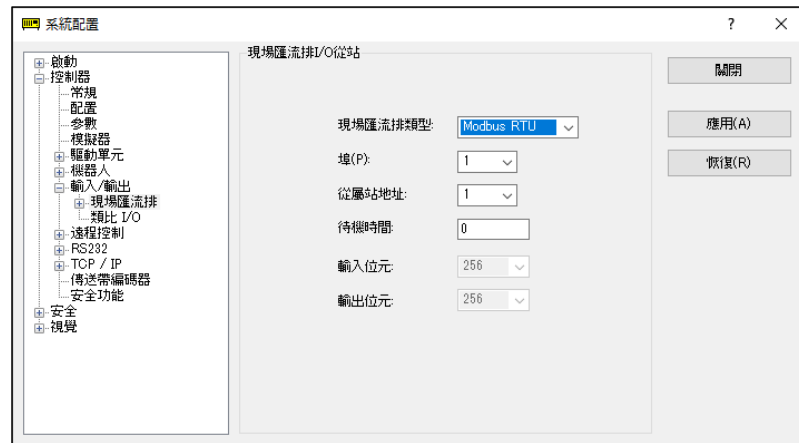 系統配置
?
啟動
控制器
常規
配置
參數
模擬器
驅動單元
機器人
輸入/輸出
現場匯流排
類比 I/O
遠程控制
RS232
TCP / IP
傳送帶編碼器
安全功能
安全
視覺
現場匯流排I/O從站
現場匯流排類型: Modbus RTU
埠(P): 1
從屬站地址: 1
待機時間: 0
輸入位元: 256
輸出位元: 256
關閉
應用(A)
恢復(R)